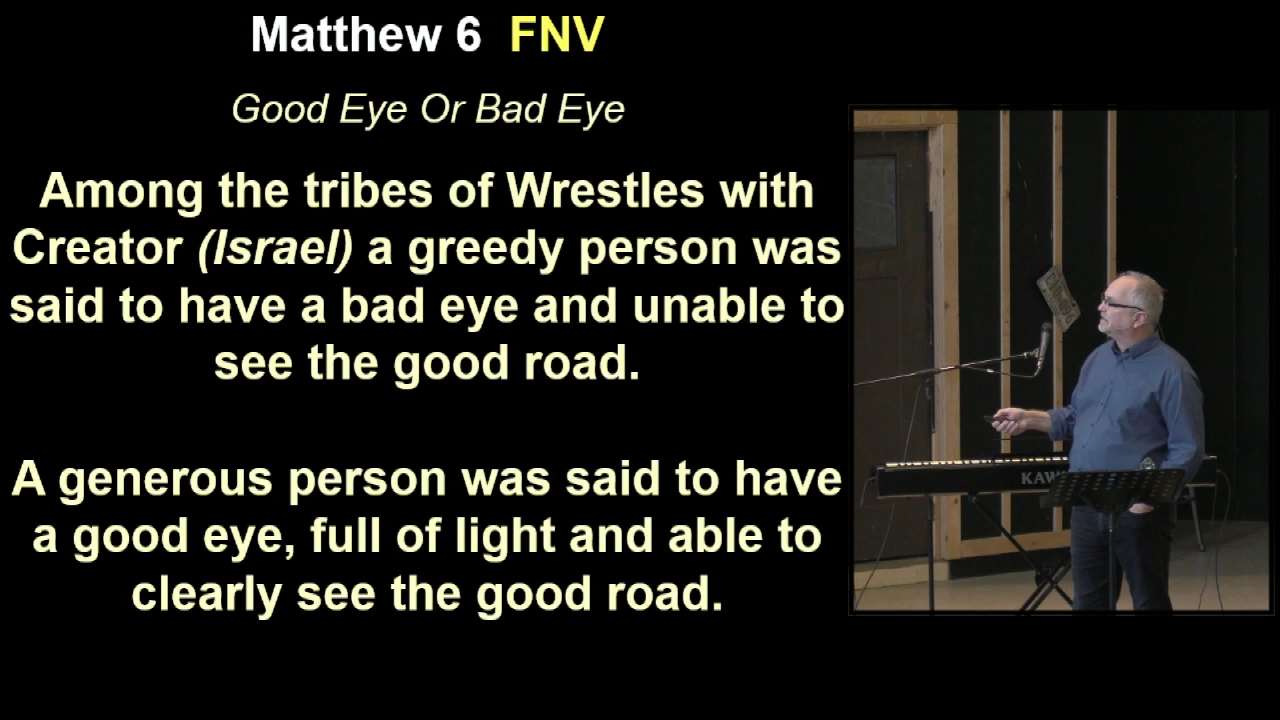 Matthew 6 FNV
Good Eye Or Bad Eye
Among the tribes of Wrestles with
Creator (Israel) a greedy person was
said to have a bad eye and unable to
see the good road.
A generous person was said to have
a good eye, full of light and able to
clearly see the good road.